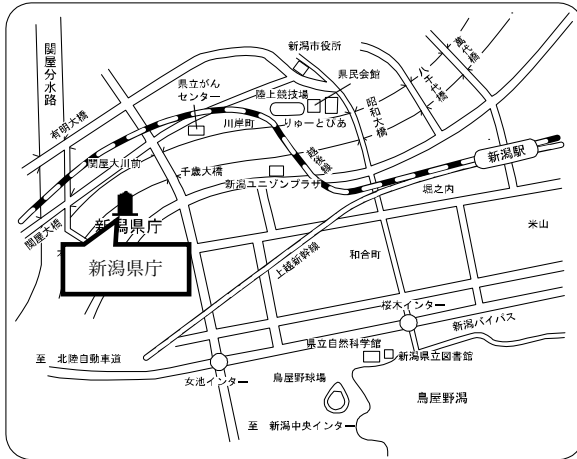 関屋分水路
新潟市役所
萬代橋
八千代橋
県民会館
県立がん
センター
陸上競技場
昭和大橋
有明大橋
川岸町
りゅーとぴあ
越後線
新潟駅
関屋大川前
千歳大橋
新潟ユニゾンプラザ
堀之内
関屋大橋
新潟県庁
新潟県庁
米山
上越新幹線
和合町
桜木インター
新潟バイパス
県立自然科学館
新潟県立図書館
至 北陸自動車道
女池インター
鳥屋野球場
鳥屋野潟
至 新潟中央インター